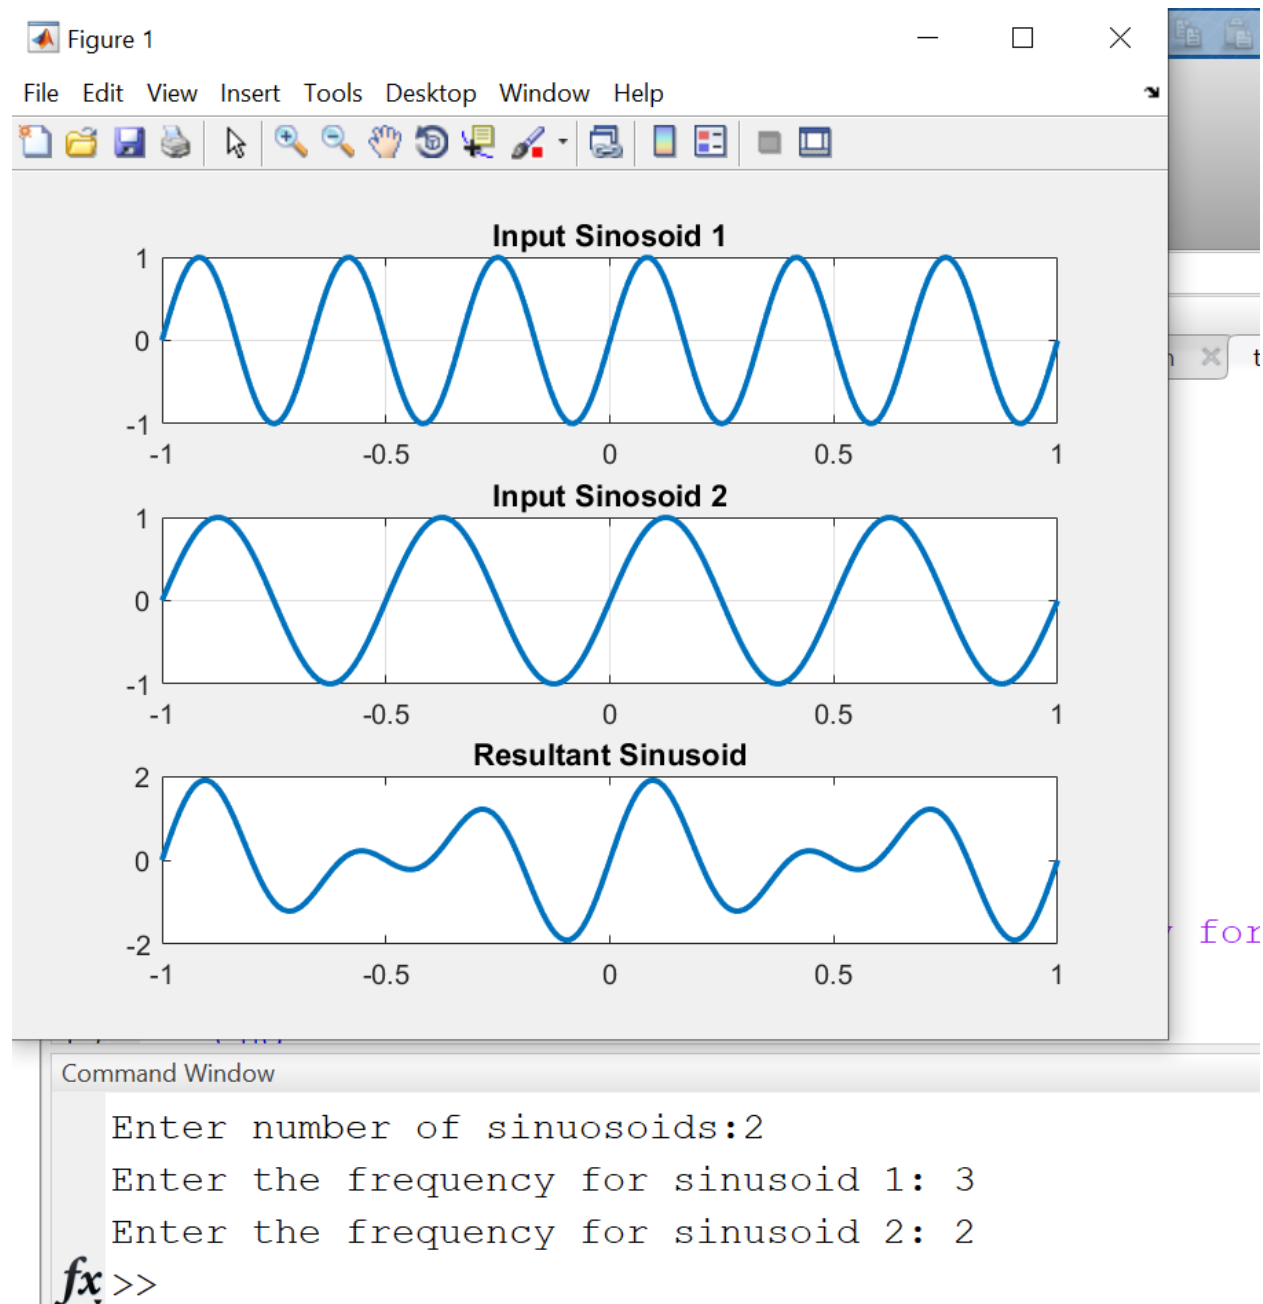 Figure 1
File Edit View Insert Tools Desktop Window Help
Input Sinosoid 1
1
0
-1
-1 -0.5 0 0.5 1
Input Sinosoid 2
1
0
-1
-1 -0.5 0 0.5 1
Resultant Sinusoid
2
0
-2
-1 -0.5 0 0.5 1
for
Command Window
Enter number of sinuosoids:2
Enter the frequency for sinusoid 1: 3
Enter the frequency for sinusoid 2: 2
fx >>